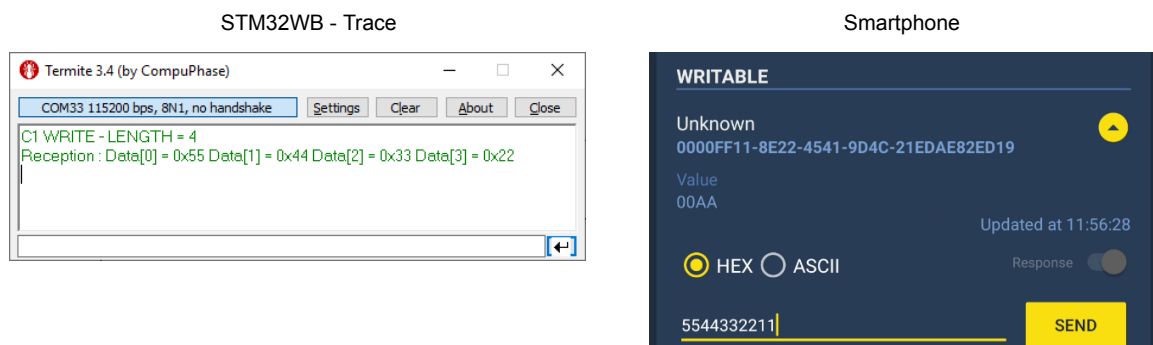 STM32WB - Trace
Termite 3.4 (by CompuPhase)
COM33 115200 bps, 8N1, no handshake
Settings
Clear
About
Close
C1 WRITE - LENGTH = 4
Reception : Data[0] = 0x55 Data[1] = 0x44 Data[2] = 0x33 Data[3] = 0x22
Smartphone
WRITABLE
Unknown
0000FF11-8E22-4541-9D4C-21EDAE82ED19
Value
00AA
Updated at 11:56:28
HEX ASCII
Response
5544332211
SEND